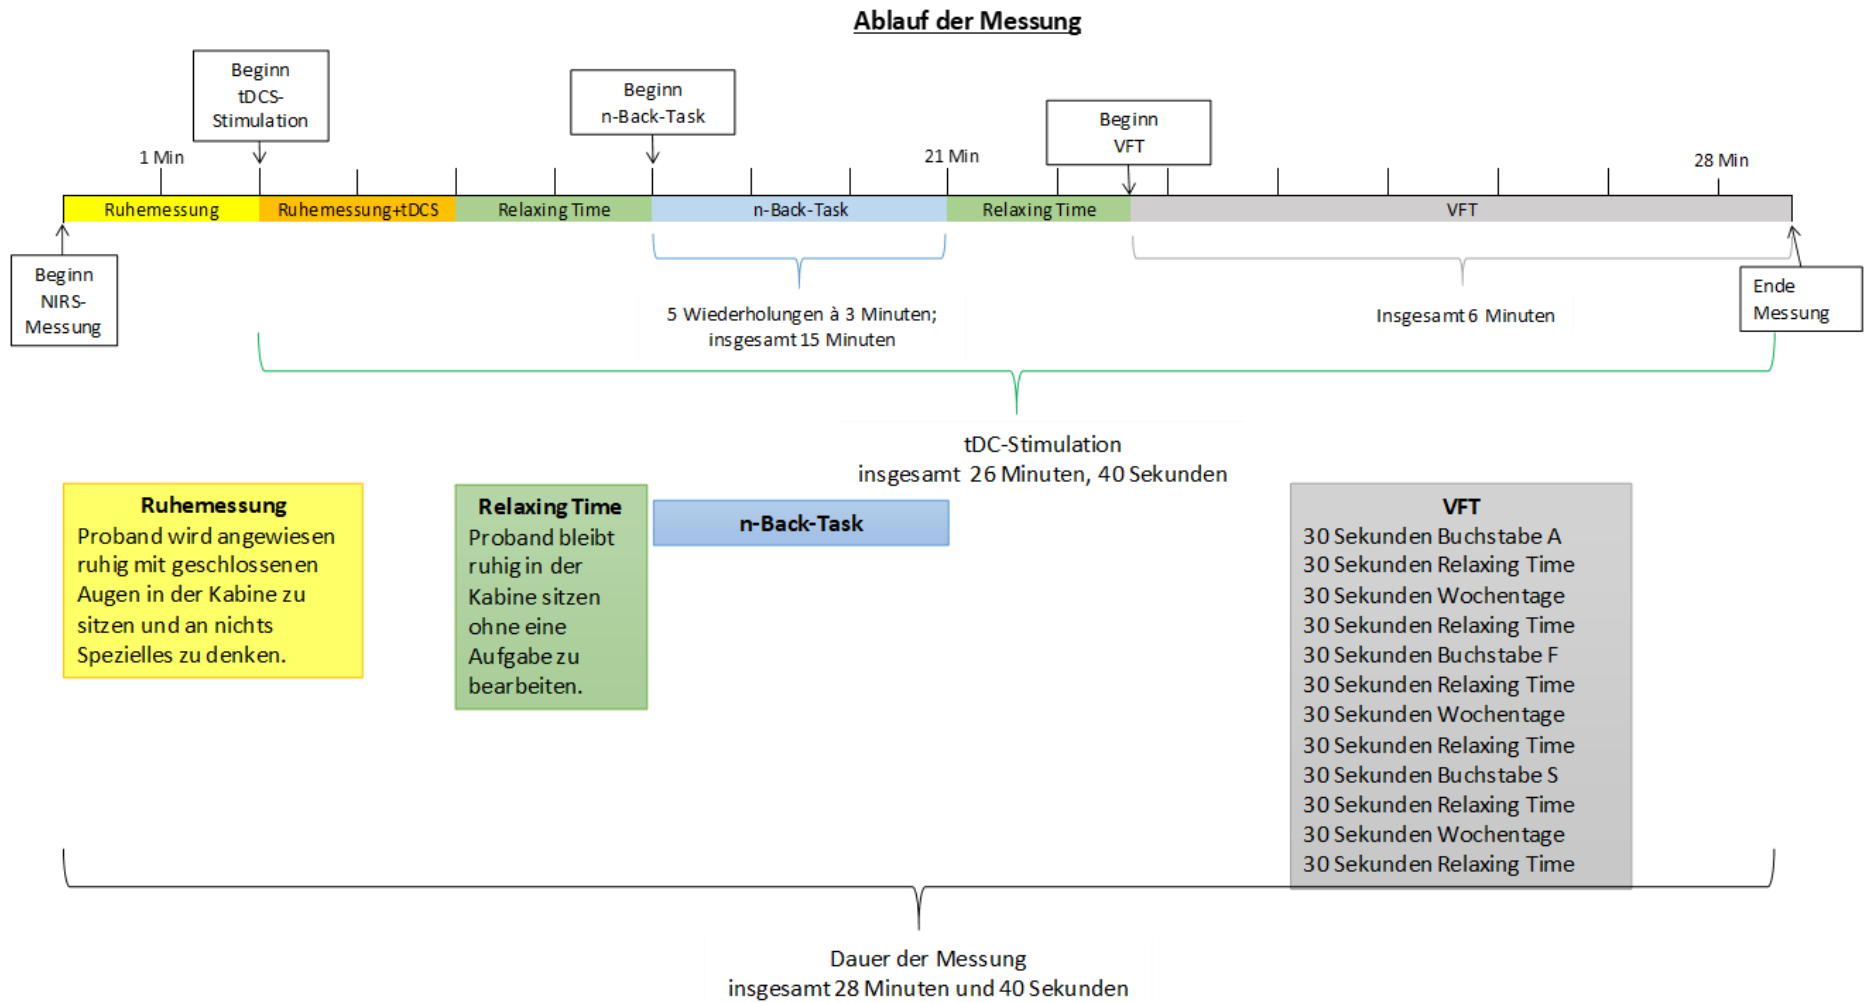 Ablauf der Messung
Beginn
tDCS-
Stimulation
Beginn
n-Back-Task
Beginn
VFT
1 Min
21 Min
28 Min
Ruhemessung
Ruhemessung+tDCS
Relaxing Time
n-Back-Task
Relaxing Time
VFT
Beginn
NIRS-
Messung
Ende
Messung
5 Wiederholungen à 3 Minuten;
insgesamt 15 Minuten
Insgesamt 6 Minuten
tDC-Stimulation
insgesamt 26 Minuten, 40 Sekunden
Ruhemessung
Proband wird angewiesen
ruhig mit geschlossenen
Augen in der Kabine zu
sitzen und an nichts
Spezielles zu denken.
Relaxing Time
Proband bleibt
ruhig in der
Kabine sitzen
ohne eine
Aufgabe zu
bearbeiten.
n-Back-Task
VFT
30 Sekunden Buchstabe A
30 Sekunden Relaxing Time
30 Sekunden Wochentage
30 Sekunden Relaxing Time
30 Sekunden Buchstabe F
30 Sekunden Relaxing Time
30 Sekunden Wochentage
30 Sekunden Relaxing Time
30 Sekunden Buchstabe S
30 Sekunden Relaxing Time
30 Sekunden Wochentage
30 Sekunden Relaxing Time
Dauer der Messung
insgesamt 28 Minuten und 40 Sekunden